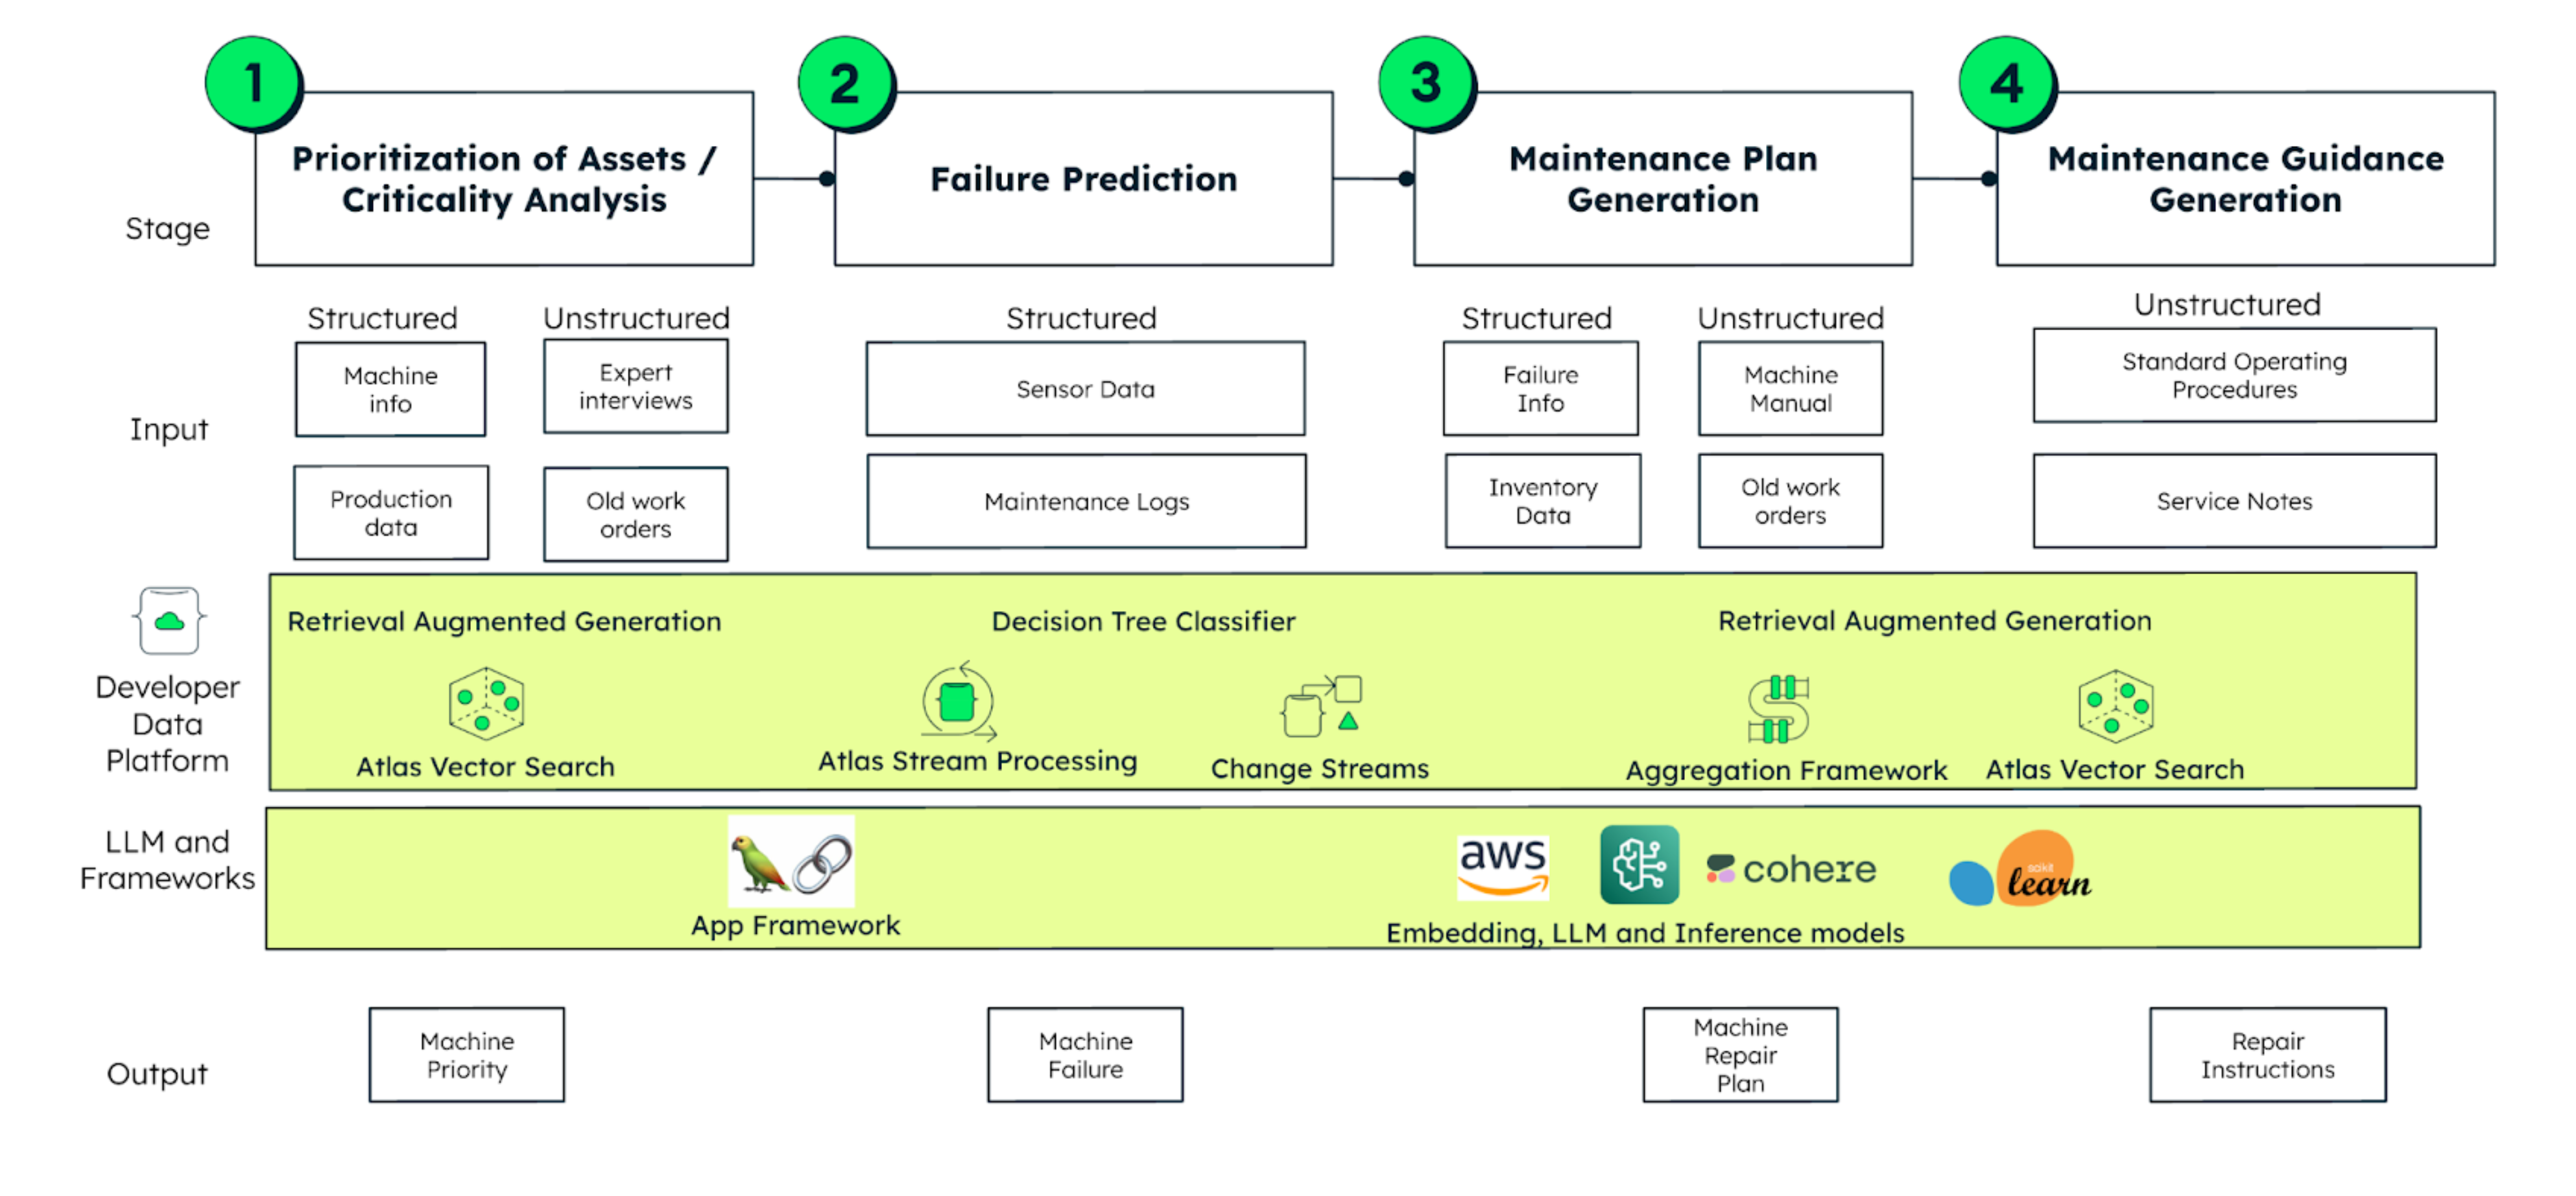 1
2
3
4
Prioritization of Assets /
Criticality Analysis
Failure Prediction
Maintenance Plan
Generation
Maintenance Guidance
Generation
Stage
Structured
Unstructured
Structured
Structured
Unstructured
Unstructured
Input
Machine
info
Expert
interviews
Sensor Data
Failure
Info
Machine
Manual
Standard Operating
Procedures
Production
data
Old work
orders
Maintenance Logs
Inventory
Data
Old work
orders
Service Notes
Developer
Data
Platform
Retrieval Augmented Generation
Decision Tree Classifier
Retrieval Augmented Generation
Atlas Vector Search
Atlas Stream Processing
Change Streams
Aggregation Framework
Atlas Vector Search
LLM and
Frameworks
App Framework
aws
cohere
scikit
learn
Embedding, LLM and Inference models
Output
Machine
Priority
Machine
Failure
Machine
Repair
Plan
Repair
Instructions